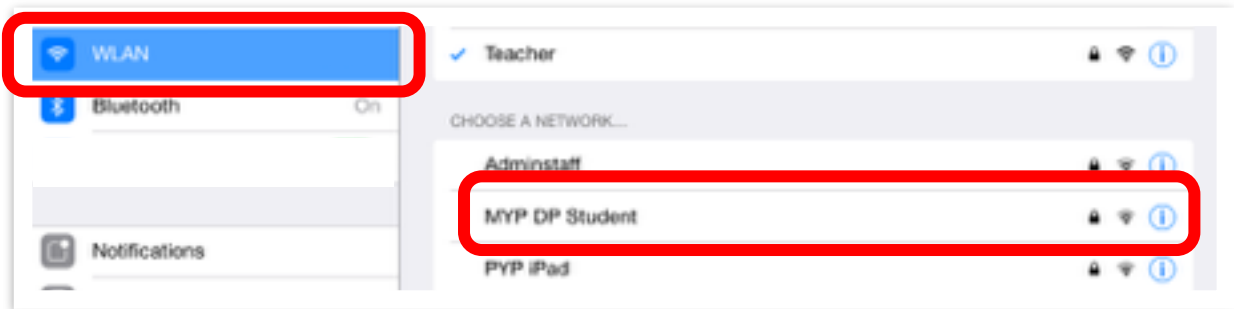 WLAN
Bluetooth On
Notifications
Teacher
CHOOSE A NETWORK...
Adminstaff
MYP DP Student
PYP iPad